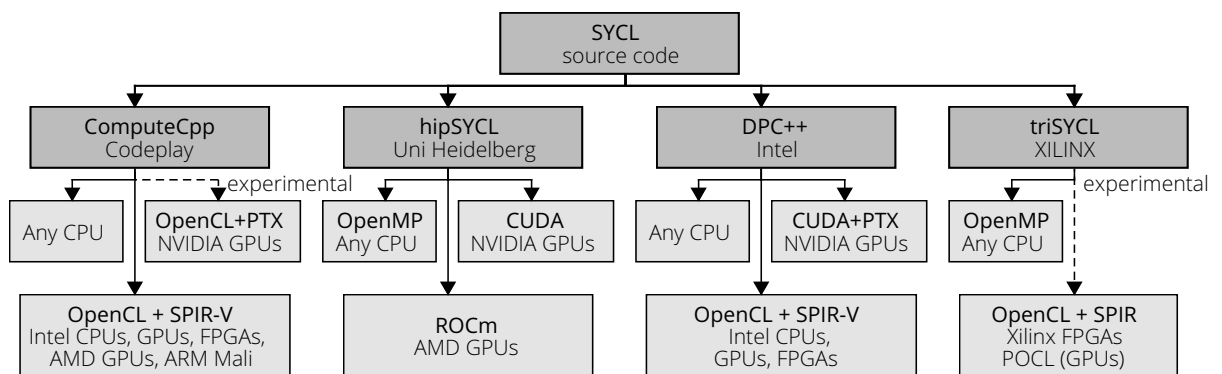 SYCL
source code
ComputeCpp
Codeplay
hipSYCL
Uni Heidelberg
DPC++
Intel
triSYCL
XILINX
experimental
experimental
Any CPU
OpenCL+PTX
NVIDIA GPUs
OpenMP
Any CPU
CUDA
NVIDIA GPUs
Any CPU
CUDA+PTX
NVIDIA GPUs
OpenMP
Any CPU
OpenCL + SPIR-V
Intel CPUs, GPUs, FPGAs,
AMD GPUs, ARM Mali
ROCm
AMD GPUs
OpenCL + SPIR-V
Intel CPUs,
GPUs, FPGAs
OpenCL + SPIR
Xilinx FPGAs
POCL (GPUs)